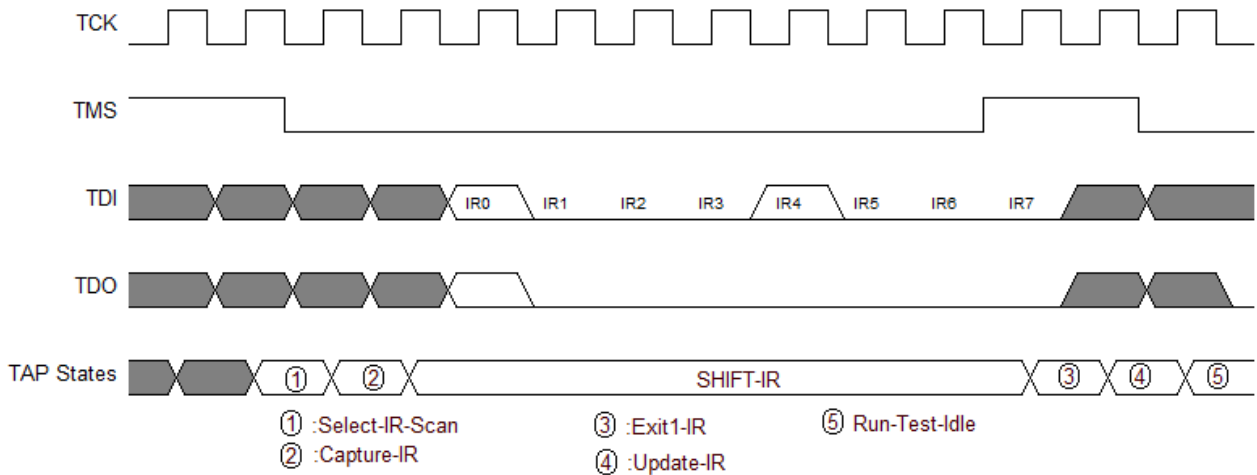 TCK
TMS
TDI IR0 IR1 IR2 IR3 IR4 IR5 IR6 IR7
TDO
TAP States 1 2 SHIFT-IR 3 4 5
1 :Select-IR-Scan 3 :Exit1-IR 5 Run-Test-Idle
2 :Capture-IR 4 :Update-IR